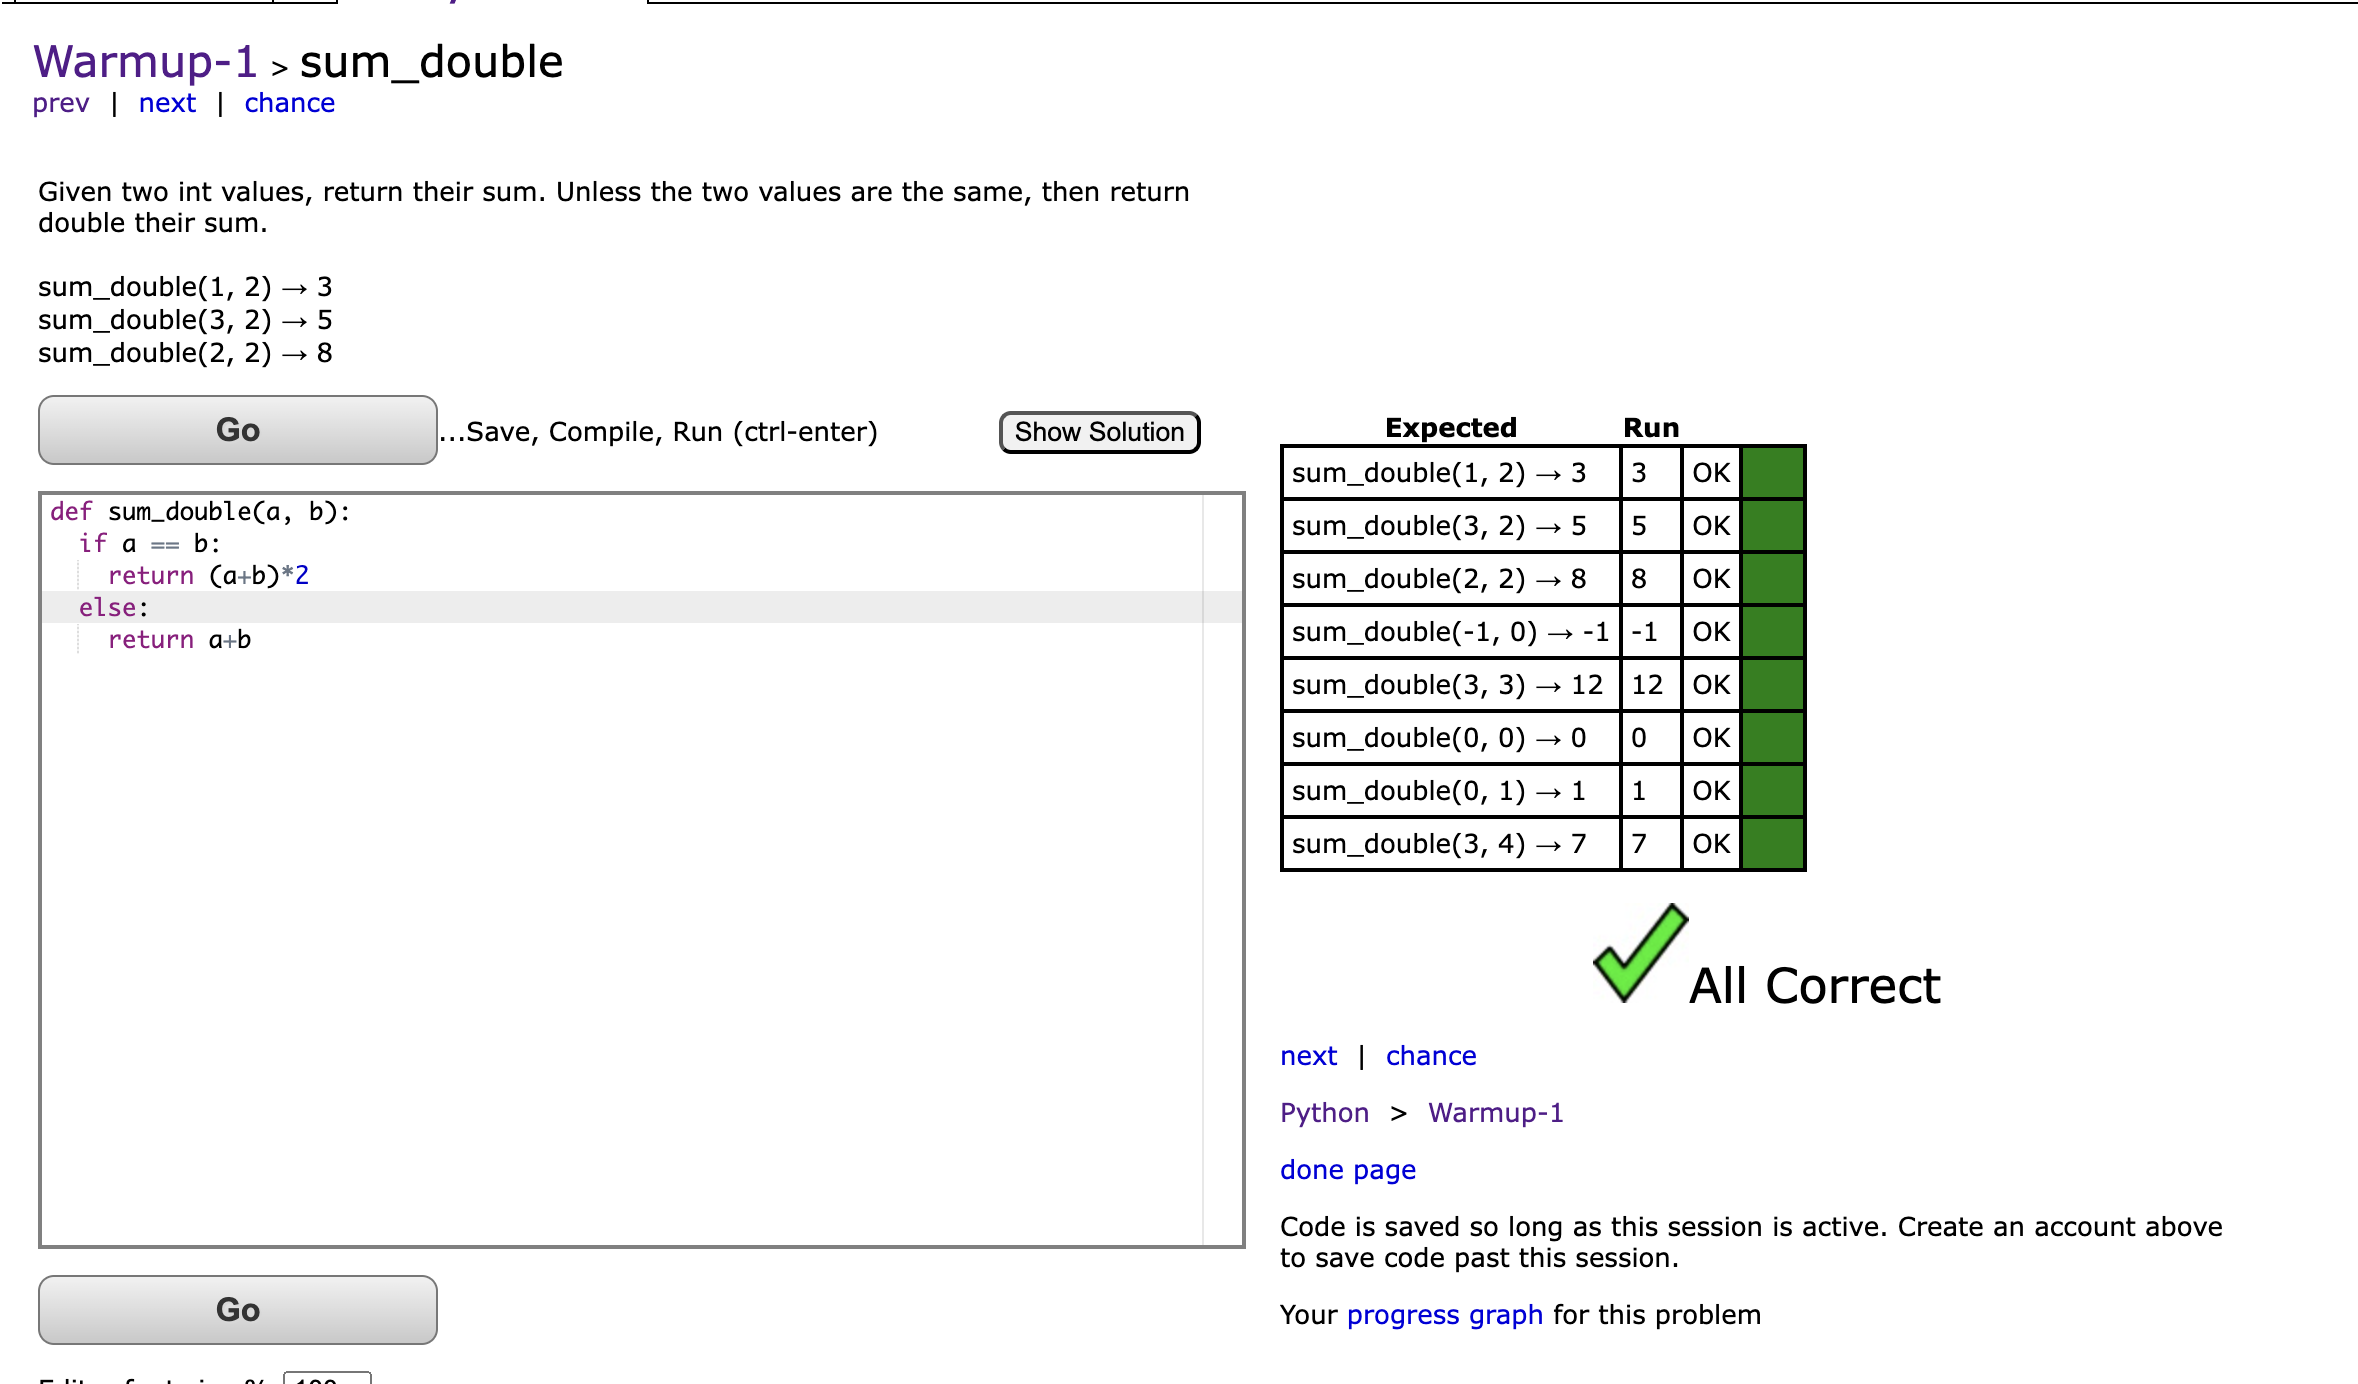 Warmup-1 > sum_double
prev | next | chance
Given two int values, return their sum. Unless the two values are the same, then return
double their sum.
sum_double(1, 2) → 3
sum_double(3, 2) → 5
sum_double(2, 2) → 8
Go ...Save, Compile, Run (ctrl-enter) Show Solution
def sum_double(a, b):
  if a == b:
    return (a+b)*2
  else:
    return a+b
Go
Expected Run
sum_double(1, 2) → 3 3 OK
sum_double(3, 2) → 5 5 OK
sum_double(2, 2) → 8 8 OK
sum_double(-1, 0) → -1 -1 OK
sum_double(3, 3) → 12 12 OK
sum_double(0, 0) → 0 0 OK
sum_double(0, 1) → 1 1 OK
sum_double(3, 4) → 7 7 OK
All Correct
next | chance
Python > Warmup-1
done page
Code is saved so long as this session is active. Create an account above
to save code past this session.
Your progress graph for this problem